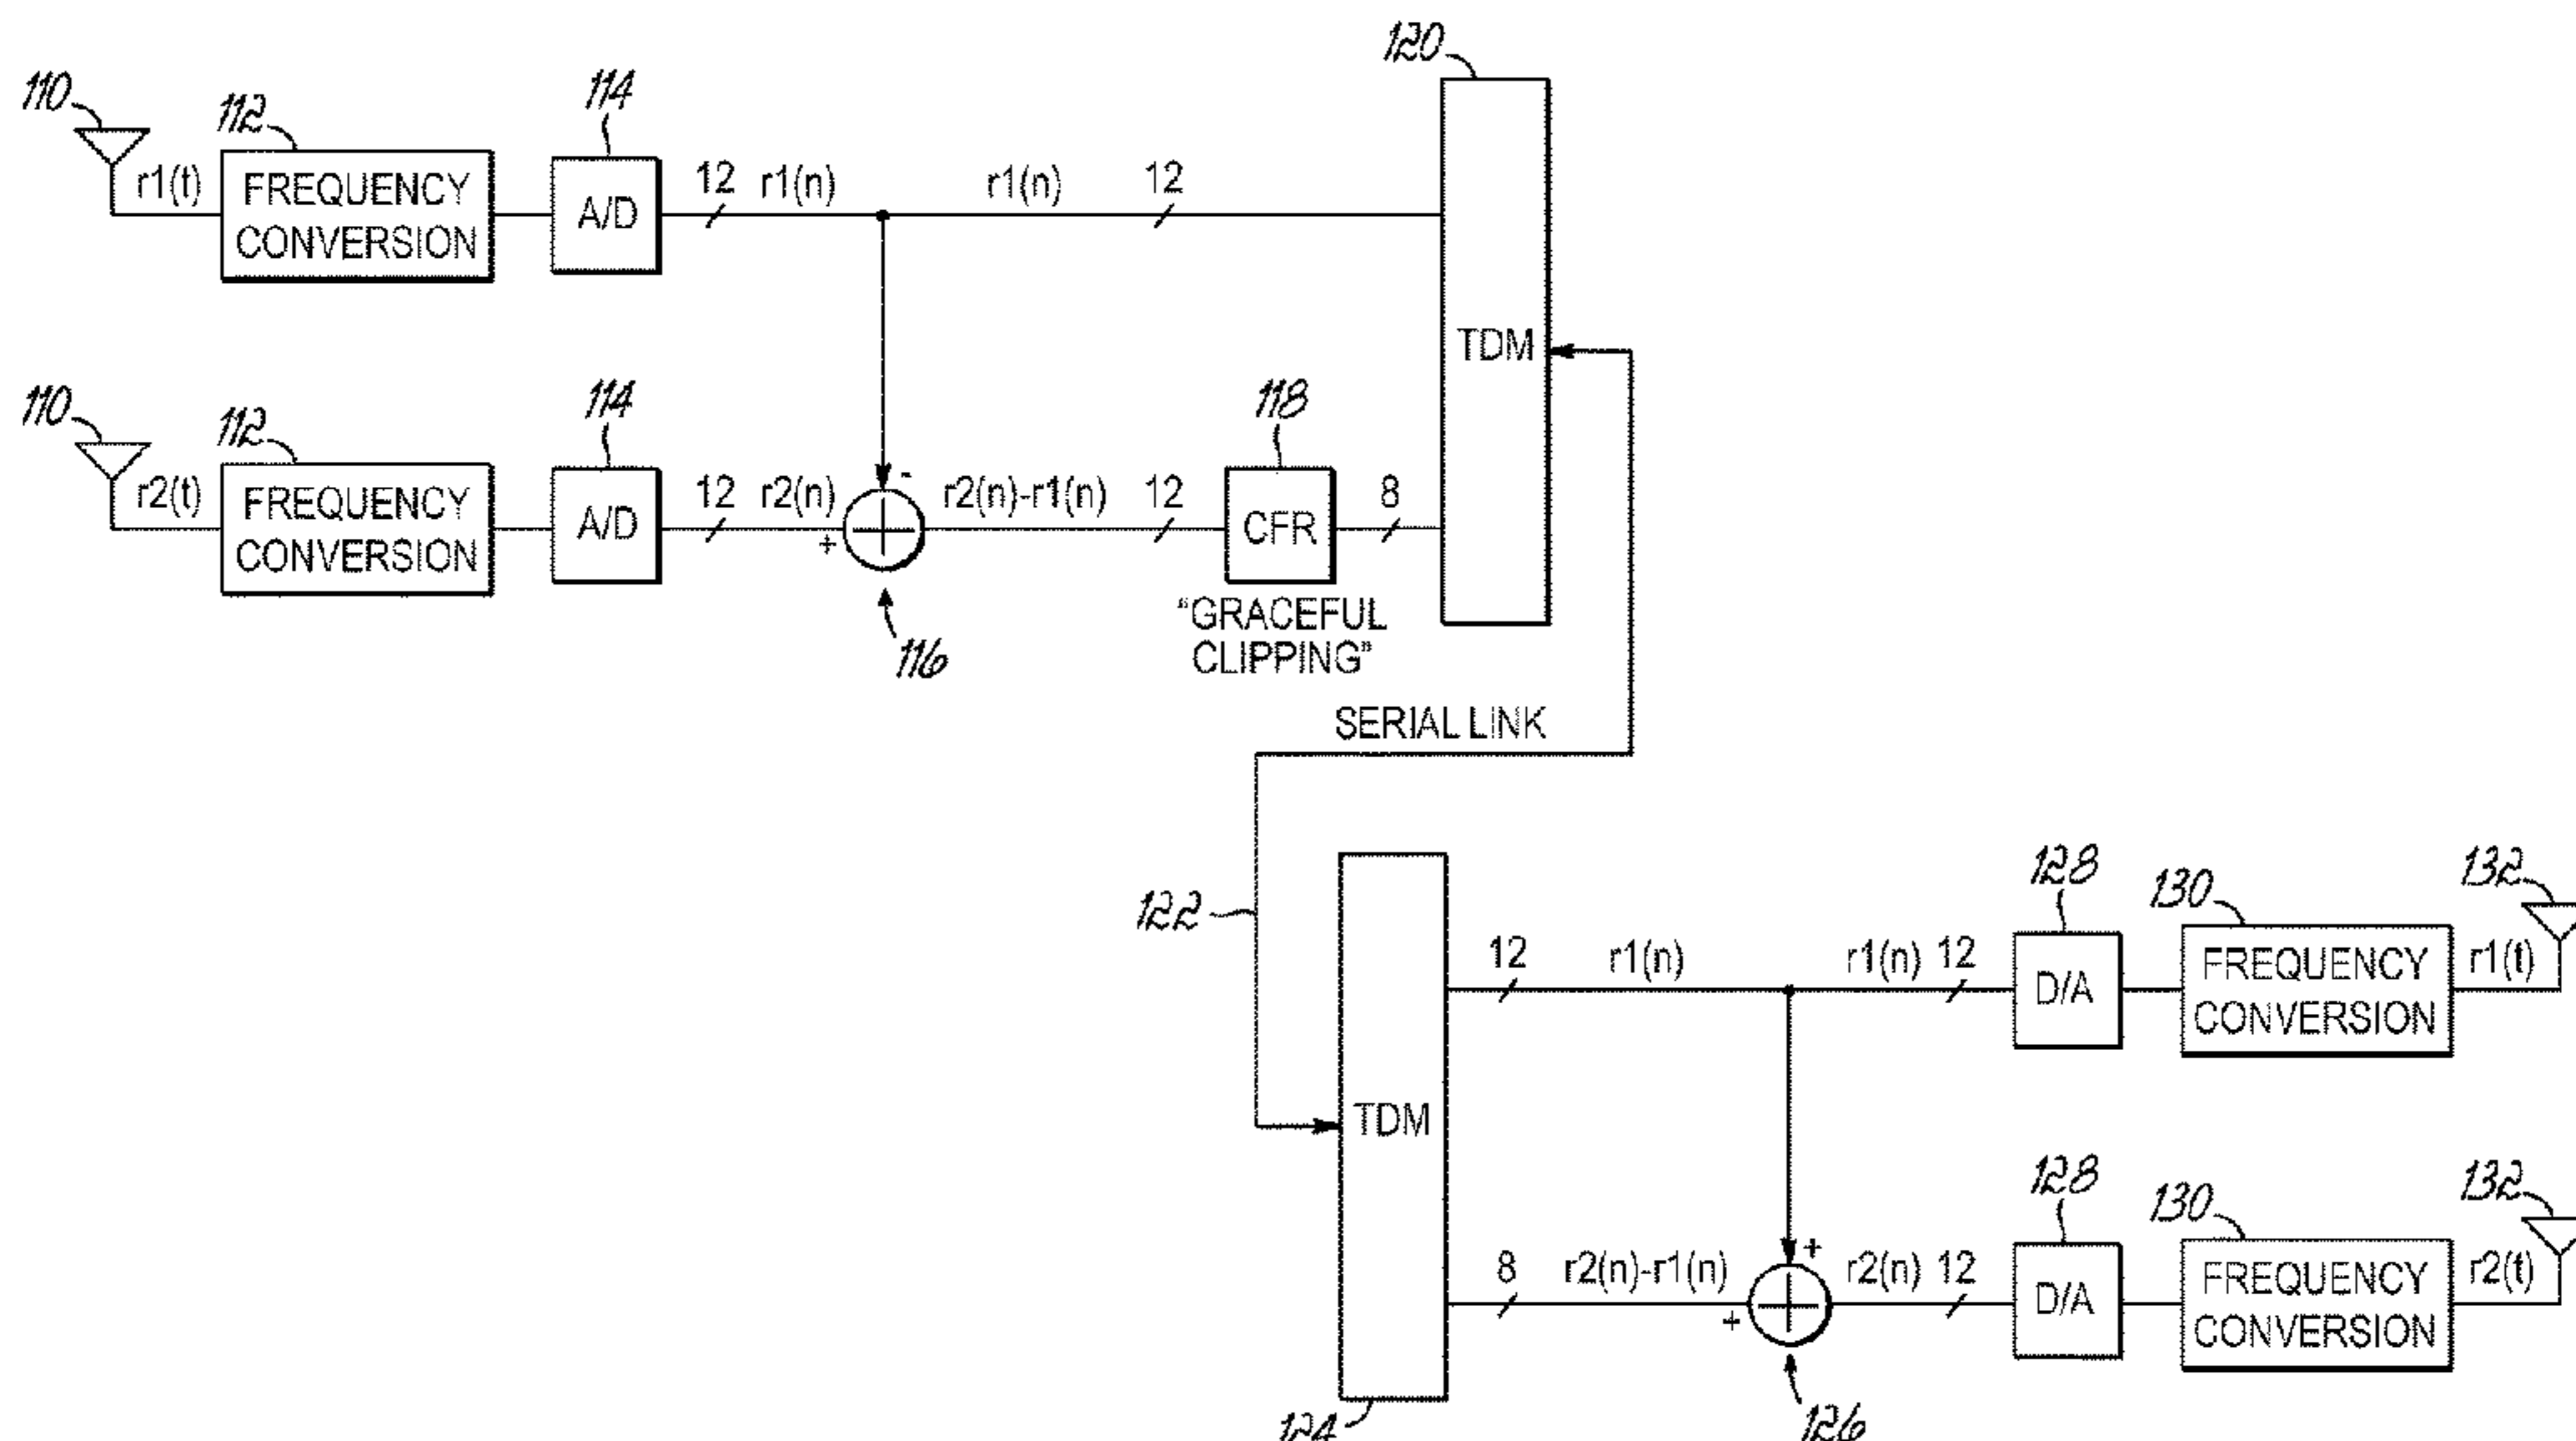 120
110
112
114
r1(t)
FREQUENCY
CONVERSION
A/D
12
r1(n)
r1(n)
12
TDM
110
112
114
118
r2(t)
FREQUENCY
CONVERSION
A/D
12
r2(n)
+
-
r2(n)-r1(n)
12
CFR
8
"GRACEFUL
CLIPPING"
116
SERIAL LINK
122
TDM
12
r1(n)
r1(n)
12
128
D/A
130
FREQUENCY
CONVERSION
132
r1(t)
8
r2(n)-r1(n)
+
+
r2(n)
12
128
D/A
130
FREQUENCY
CONVERSION
132
r2(t)
124
126